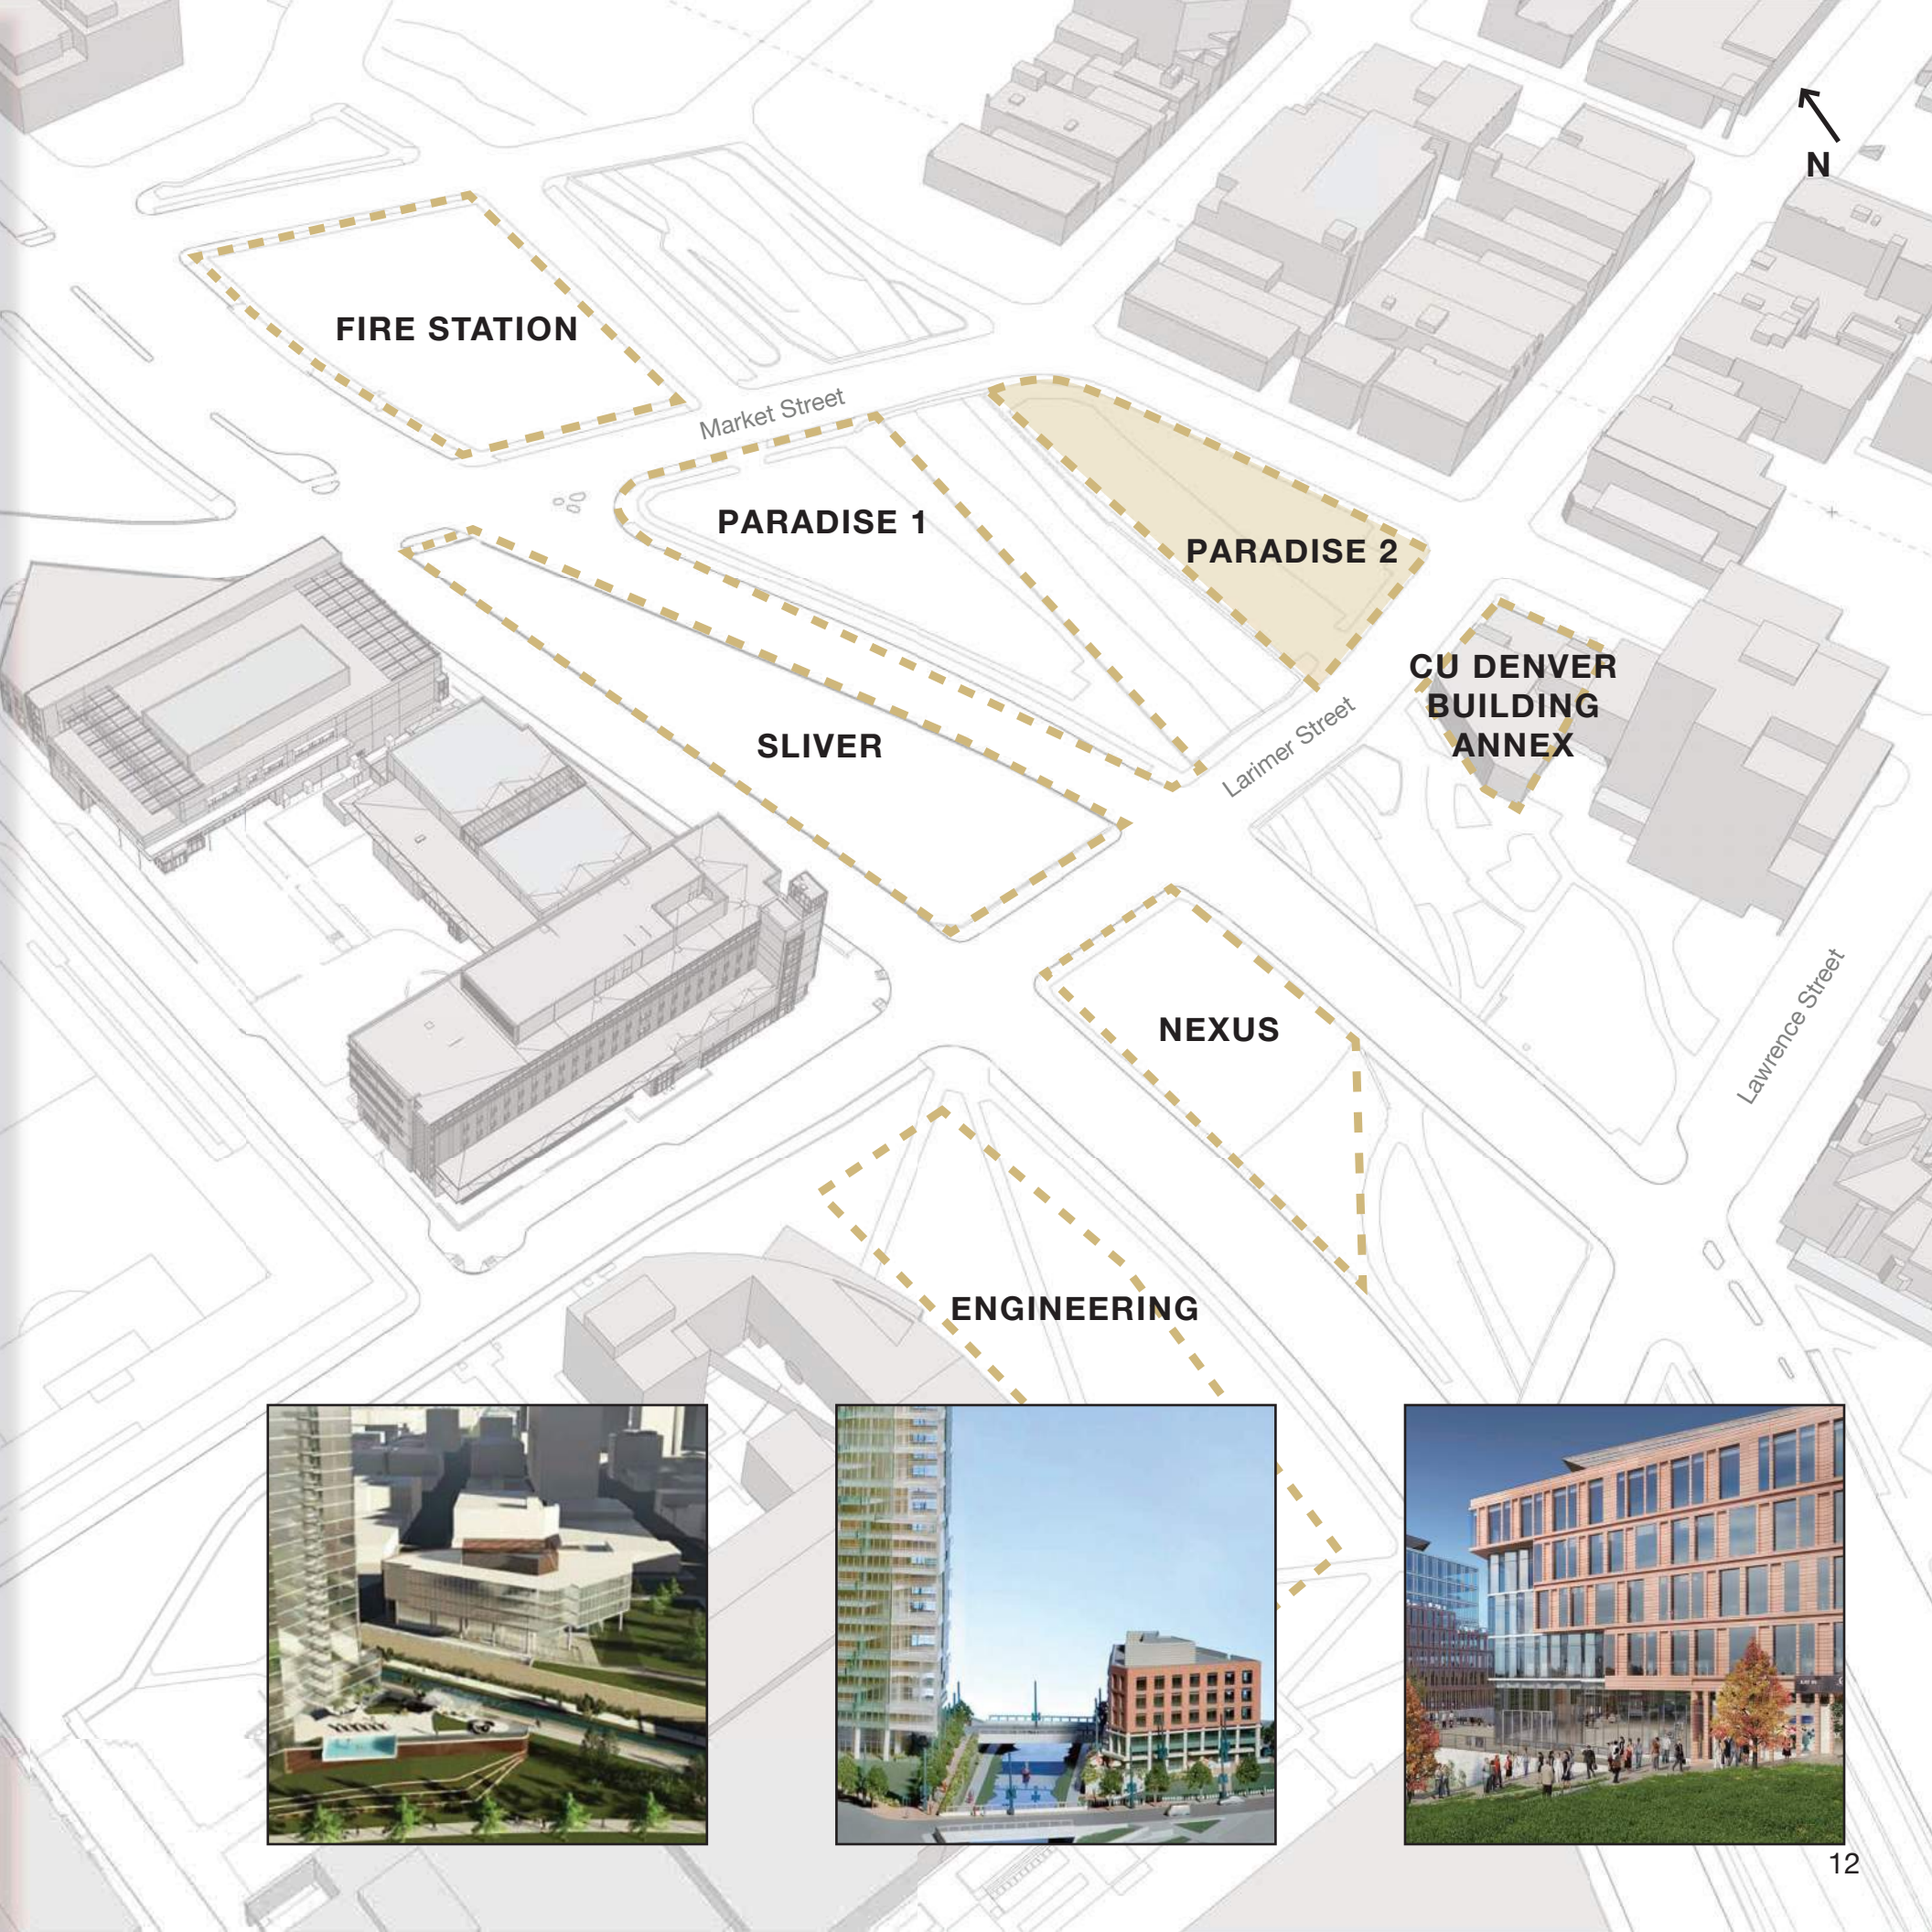 N
FIRE STATION
Market Street
PARADISE 1
PARADISE 2
CU DENVER
BUILDING
ANNEX
SLIVER
Larimer Street
NEXUS
Lawrence Street
ENGINEERING
12